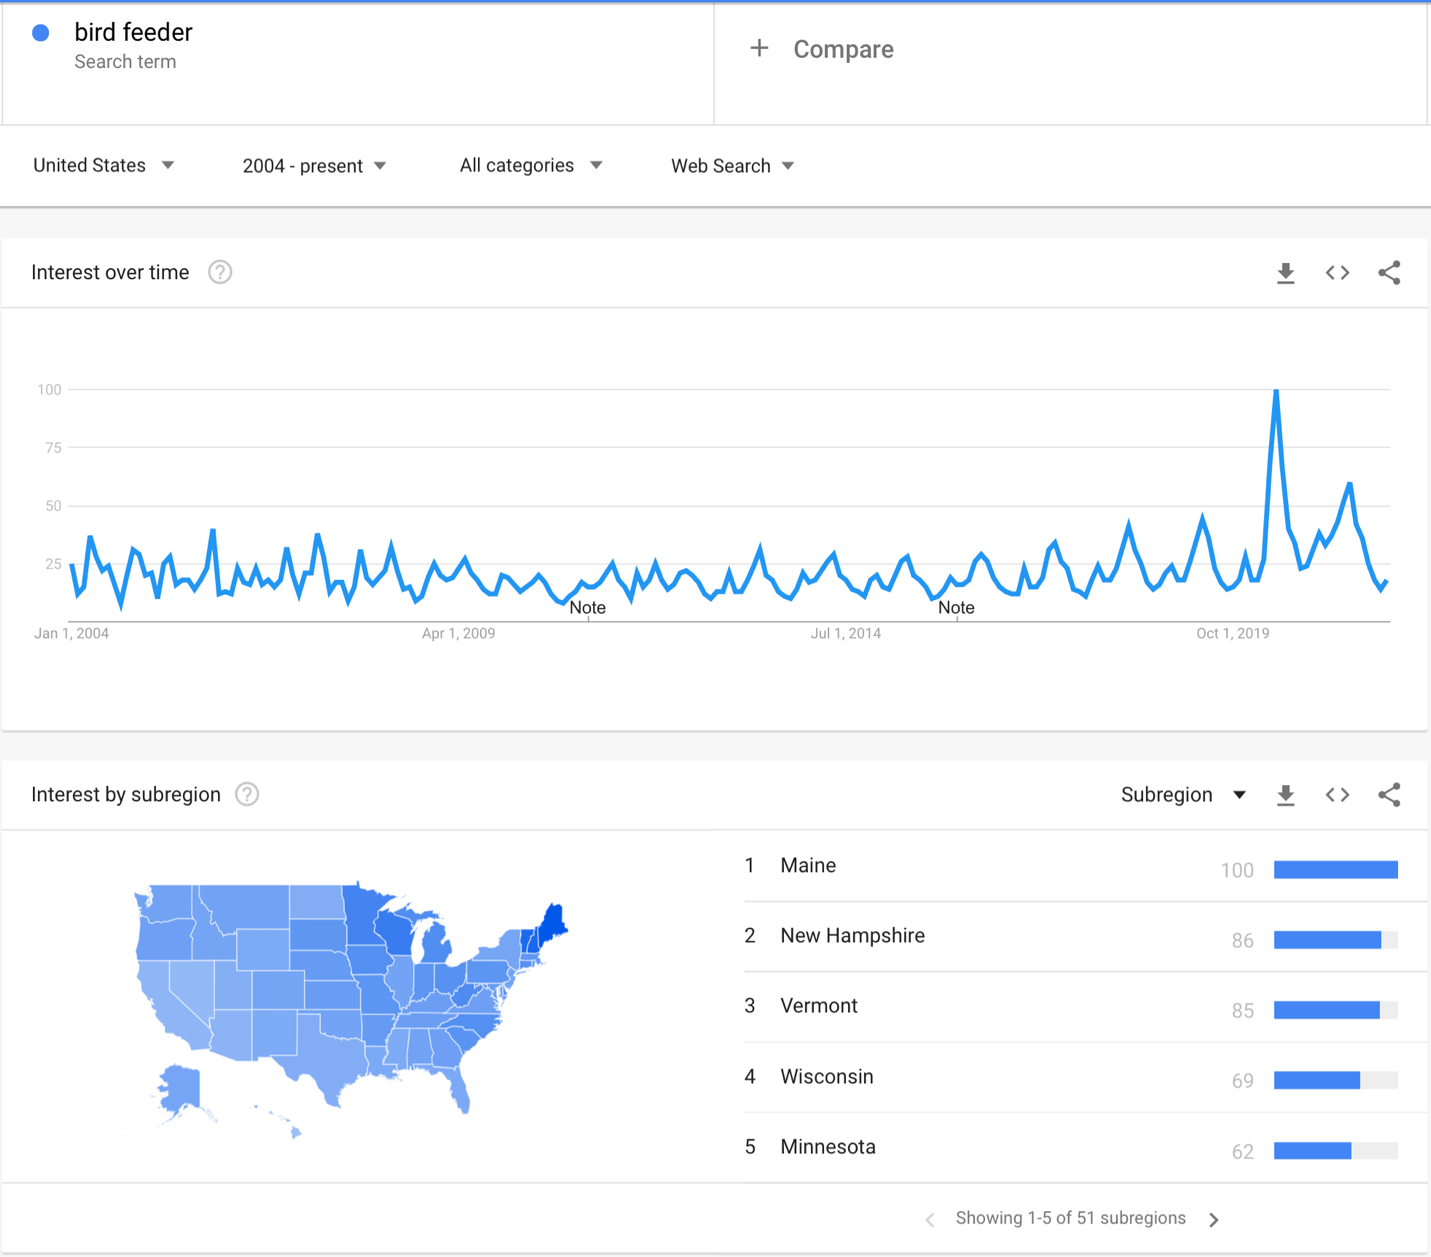 bird feeder
Search term
+ Compare
United States
2004 - present
All categories
Web Search
Interest over time ?
100
75
50
25
Note
Note
Jan 1, 2004
Apr 1, 2009
Jul 1, 2014
Oct 1, 2019
Interest by subregion ?
Subregion
1 Maine 100
2 New Hampshire 86
3 Vermont 85
4 Wisconsin 69
5 Minnesota 62
Showing 1-5 of 51 subregions